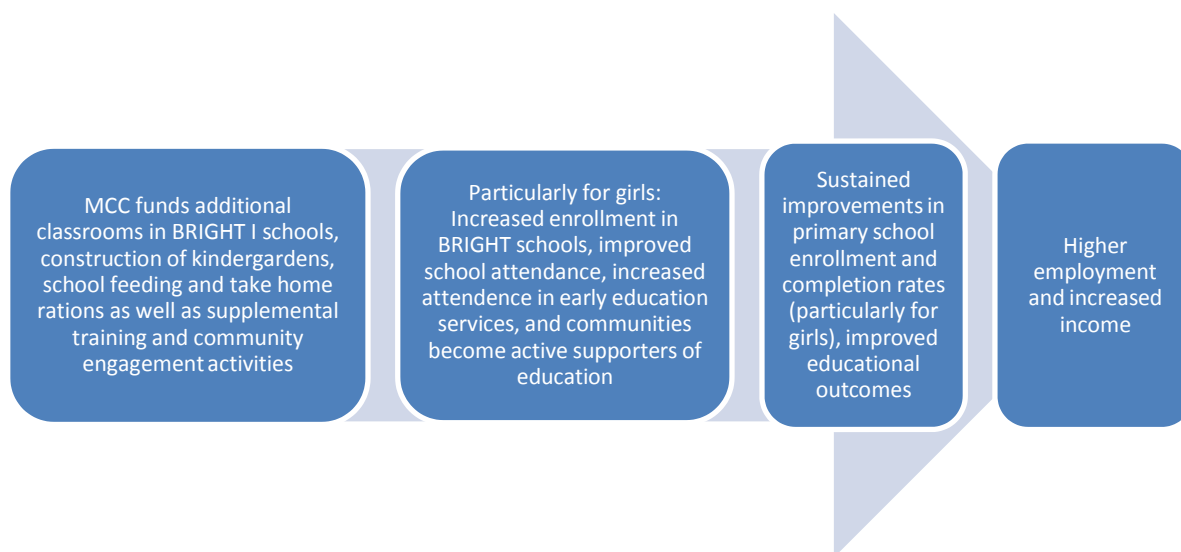 MCC funds additional
classrooms in BRIGHT I schools,
construction of kindergardens,
school feeding and take home
rations as well as supplemental
training and community
engagement activities
Particularly for girls:
Increased enrollment in
BRIGHT schools, improved
school attendance, increased
attendence in early education
services, and communities
become active supporters of
education
Sustained
improvements in
primary school
enrollment and
completion rates
(particularly for
girls), improved
educational
outcomes
Higher
employment
and increased
income